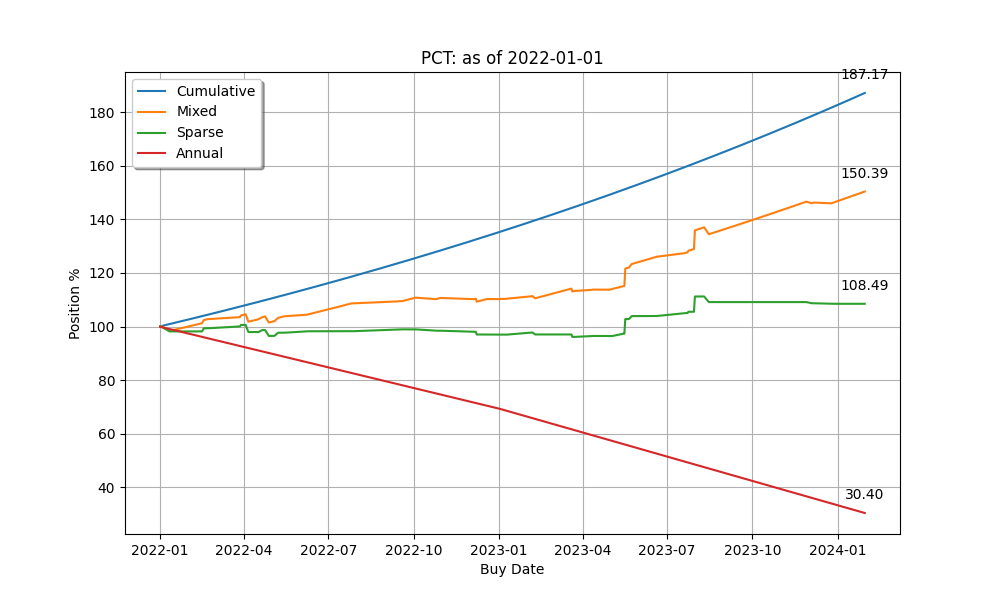 PCT: as of 2022-01-01
187.17
Cumulative
Mixed
Sparse
Annual
150.39
108.49
30.40
180
160
140
120
100
80
60
40
Position %
2022-01 2022-04 2022-07 2022-10 2023-01 2023-04 2023-07 2023-10 2024-01
Buy Date